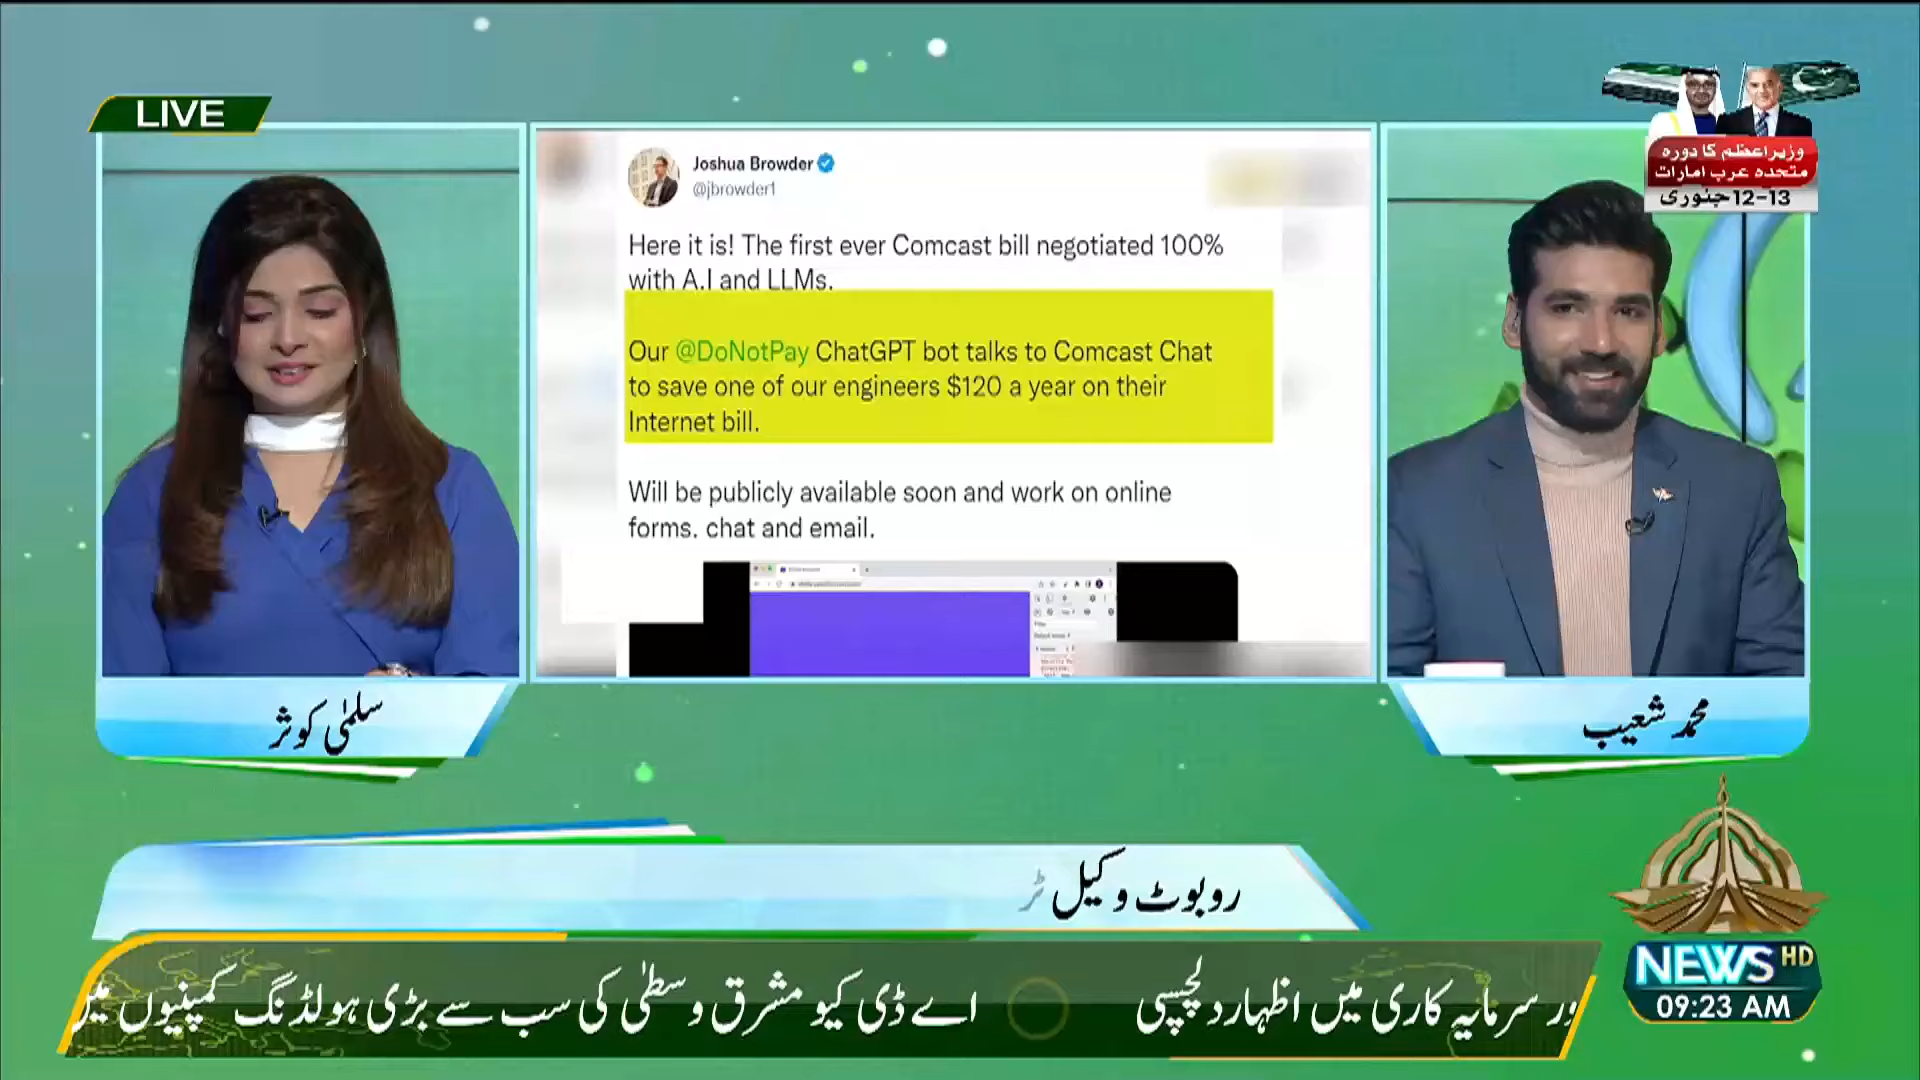 LIVE
وزیراعظم کا دورہ
متحدہ عرب امارات
12-13 جنوری
Joshua Browder
@jbrowder1
Here it is! The first ever Comcast bill negotiated 100%
with A.I and LLMs.
Our @DoNotPay ChatGPT bot talks to Comcast Chat
to save one of our engineers $120 a year on their
Internet bill.
Will be publicly available soon and work on online
forms, chat and email.
سلمیٰ کوثر
محمد شعیب
روبوٹ وکیل
ور سرمایہ کاری میں اظہار دلچسپی
اے ڈی کیو مشرق وسطیٰ کی سب سے بڑی ہولڈنگ کمپنیوں میں
NEWS HD
09:23 AM